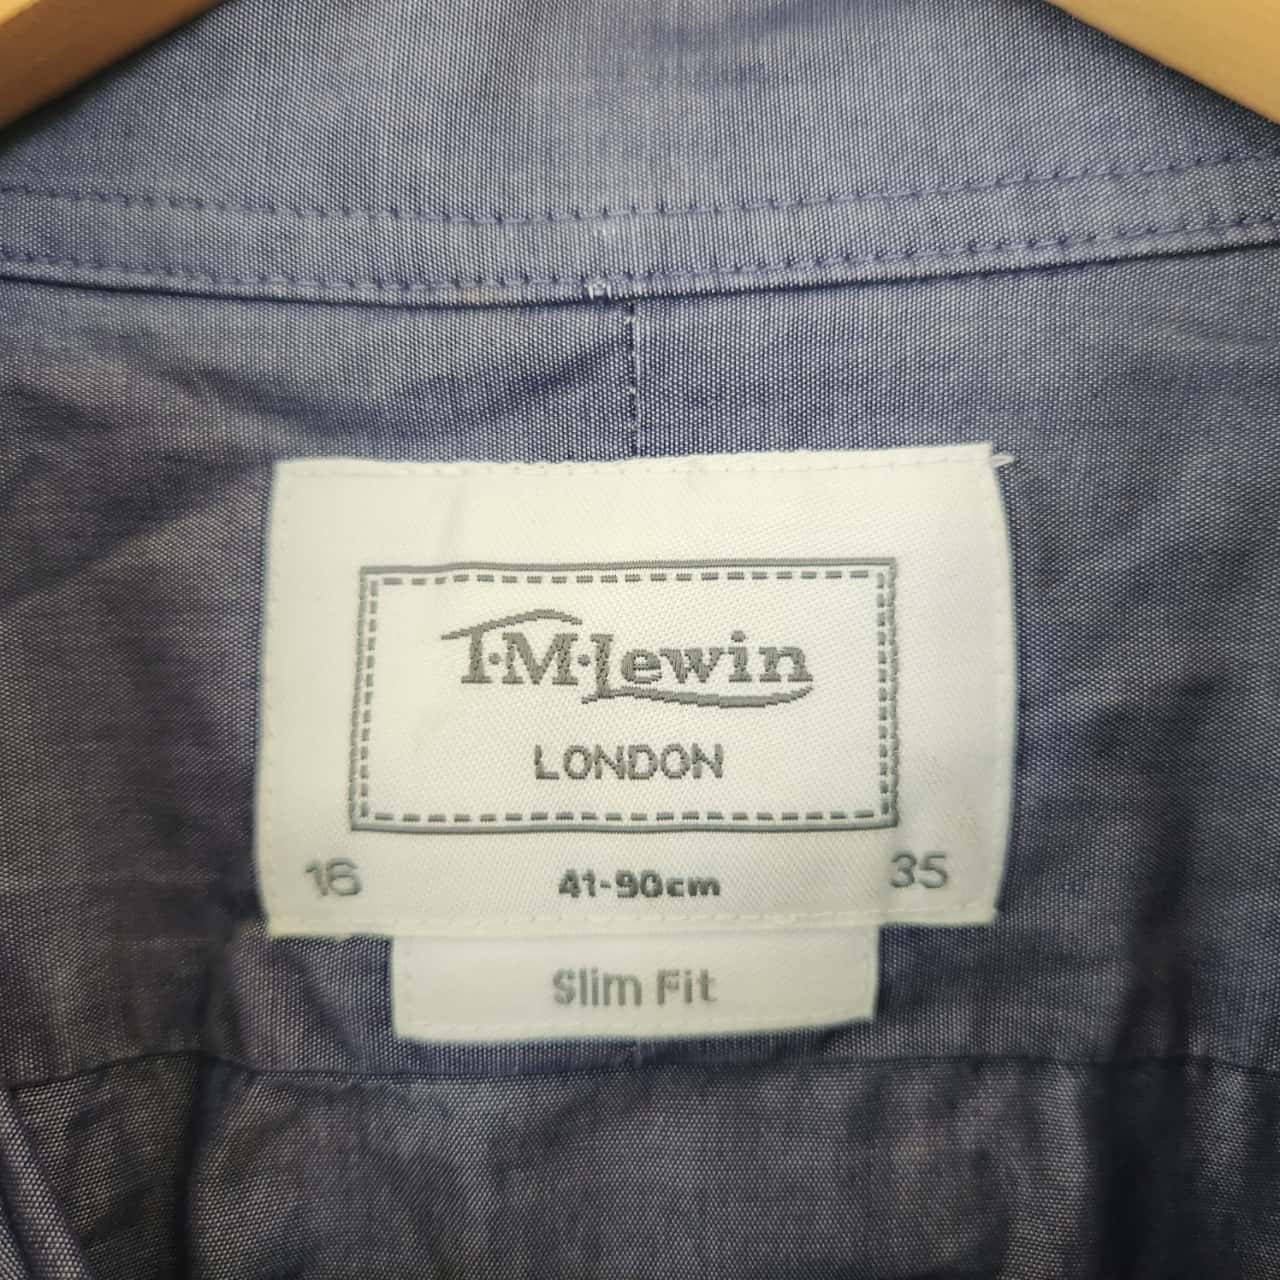 T·M·Lewin
LONDON
16 41-90cm 35
Slim Fit